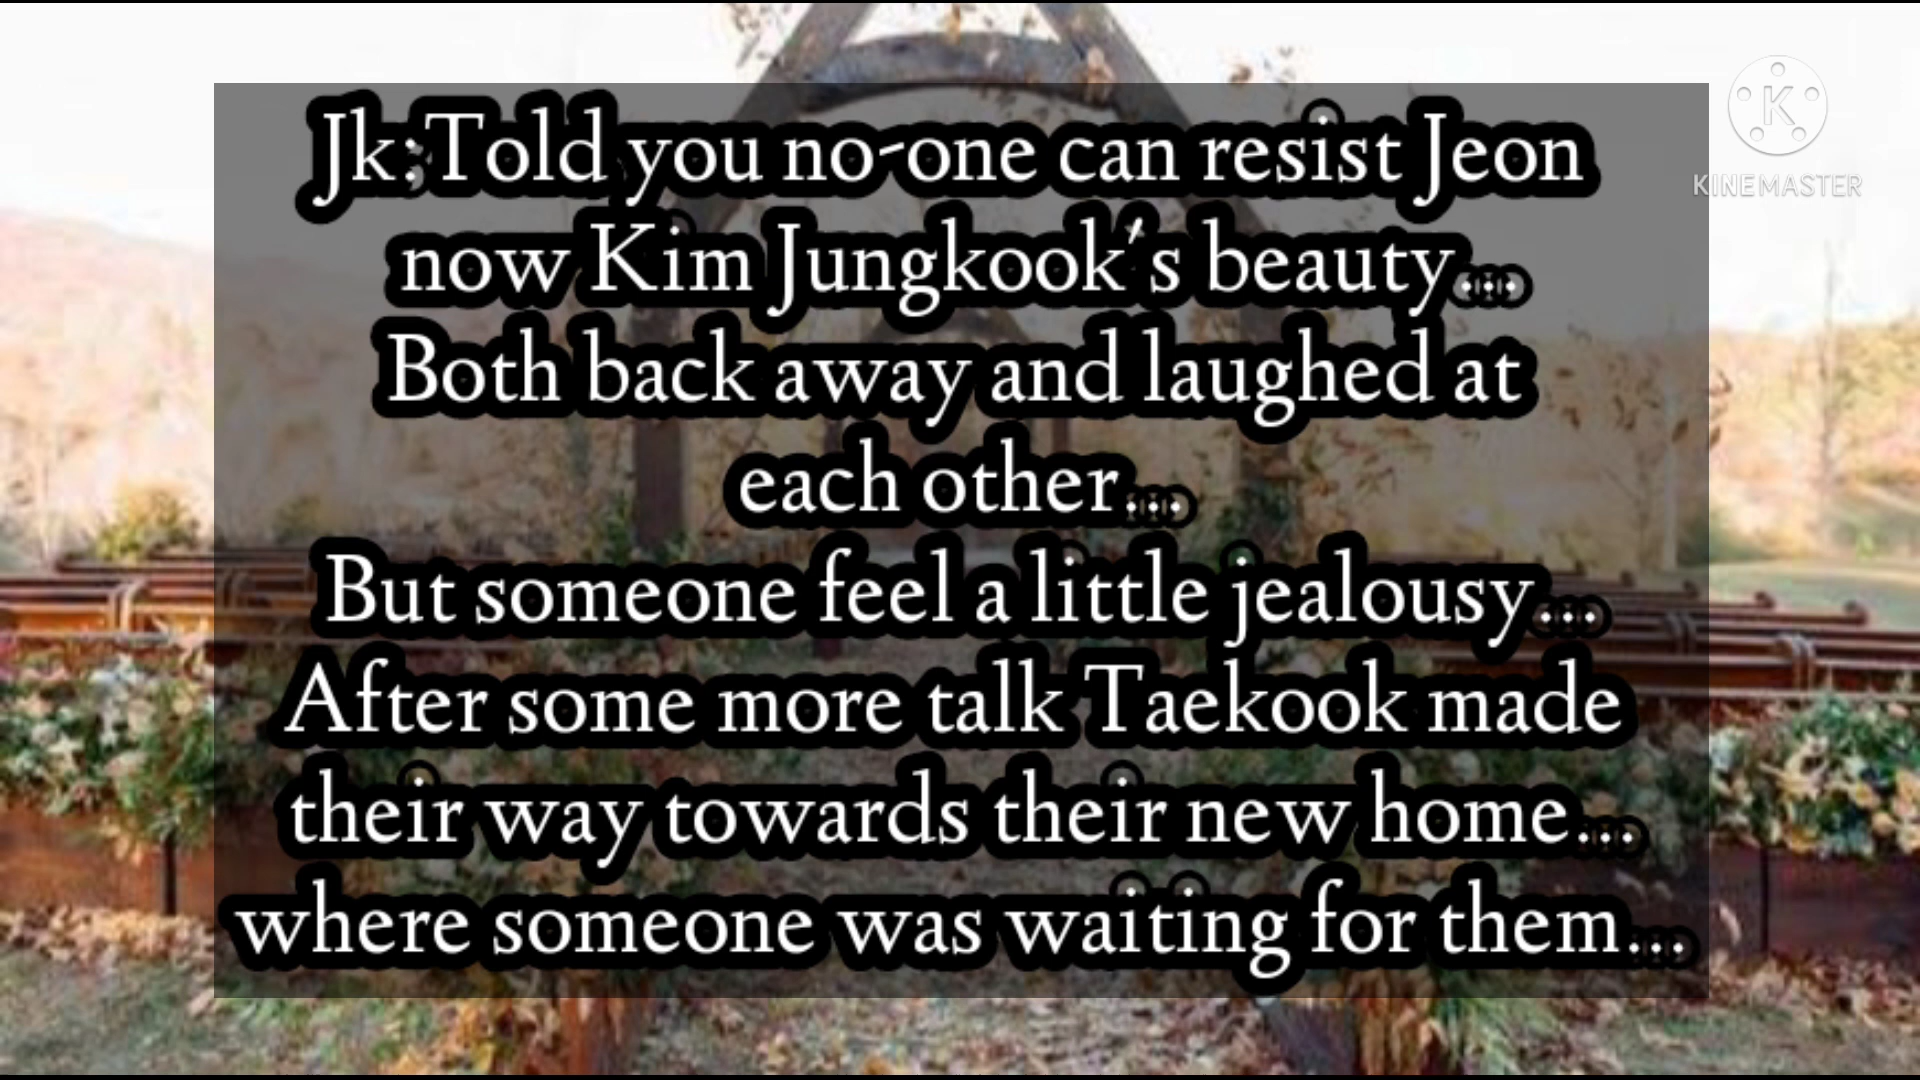 Jk:Told you no-one can resist Jeon
now Kim Jungkook's beauty...
Both back away and laughed at
each other...
But someone feel a little jealousy...
After some more talk Taekook made
their way towards their new home...
where someone was waiting for them...
K
KINEMASTER